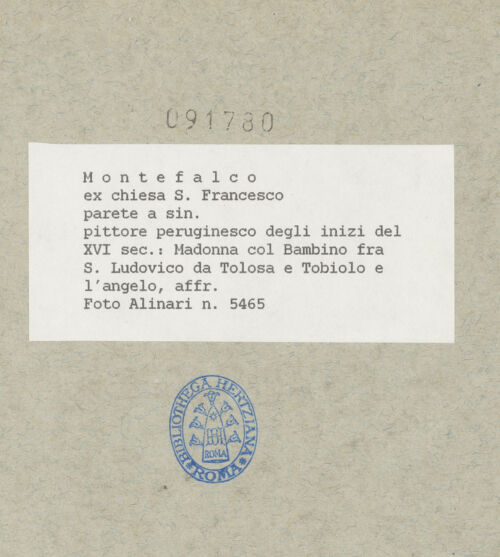 091780
Montefalco
ex chiesa S. Francesco
parete a sin.
pittore peruginesco degli inizi del
XVI sec.: Madonna col Bambino fra
S. Ludovico da Tolosa e Tobiolo e
l'angelo, affr.
Foto Alinari n. 5465
BIBLIOTHECA HERTZIANA
ROMA
*ROMA*